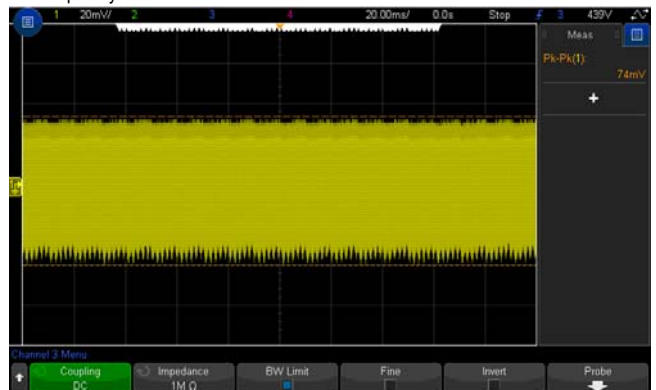 1 20mV/ 2 3 4 20.00ms/ 0.0s Stop 3 439V
Meas
Pk-Pk(1):
74mV
Channel 3 Menu
Coupling Impedance BW Limit Fine Invert Probe
DC 1M Ω